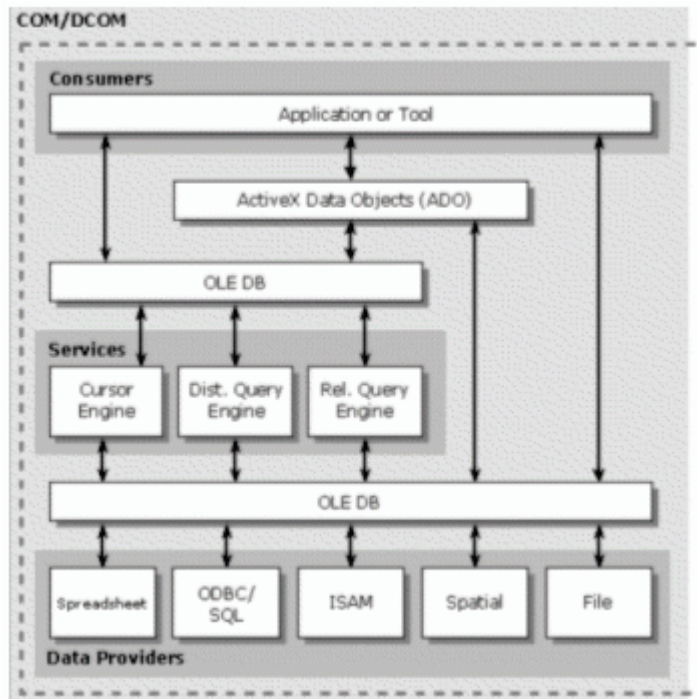 COM/DCOM
Consumers
Application or Tool
ActiveX Data Objects (ADO)
OLE DB
Services
Cursor
Engine
Dist. Query
Engine
Rel. Query
Engine
OLE DB
Spreadsheet
ODBC/
SQL
ISAM
Spatial
File
Data Providers